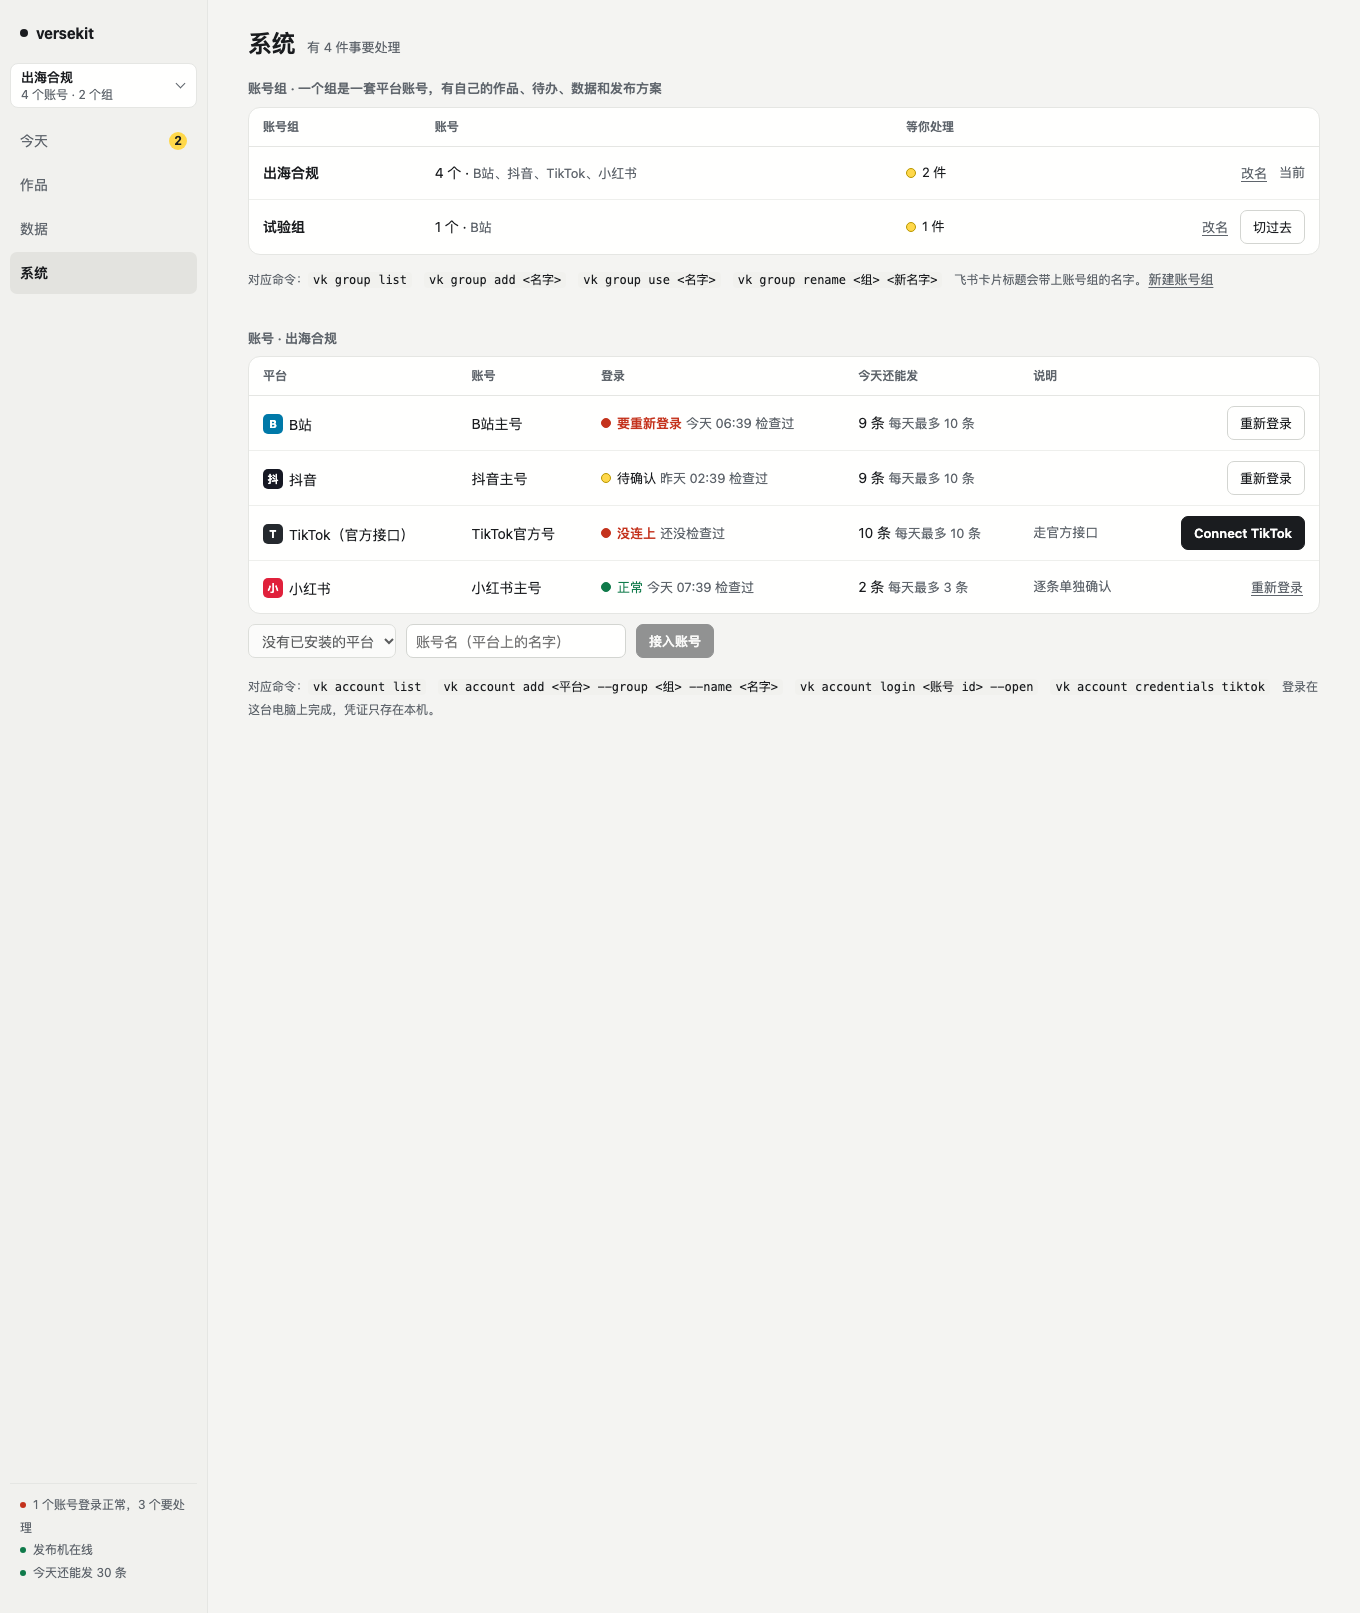 versekit
出海合规
4 个账号 · 2 个组
今天 2
作品
数据
系统
系统 有 4 件事要处理
账号组 · 一个组是一套平台账号，有自己的作品、待办、数据和发布方案
账号组 账号 等你处理
出海合规 4 个 · B站、抖音、TikTok、小红书 2 件 改名 当前
试验组 1 个 · B站 1 件 改名 切过去
对应命令： vk group list vk group add <名字> vk group use <名字> vk group rename <组> <新名字> 飞书卡片标题会带上账号组的名字。 新建账号组
账号 · 出海合规
平台 账号 登录 今天还能发 说明
B B站 B站主号 要重新登录 今天 06:39 检查过 9 条 每天最多 10 条 重新登录
抖 抖音 抖音主号 待确认 昨天 02:39 检查过 9 条 每天最多 10 条 重新登录
T TikTok（官方接口） TikTok官方号 没连上 还没检查过 10 条 每天最多 10 条 走官方接口 Connect TikTok
小 小红书 小红书主号 正常 今天 07:39 检查过 2 条 每天最多 3 条 逐条单独确认 重新登录
没有已安装的平台 账号名（平台上的名字） 接入账号
对应命令： vk account list vk account add <平台> --group <组> --name <名字> vk account login <账号 id> --open vk account credentials tiktok 登录在
这台电脑上完成，凭证只存在本机。
1 个账号登录正常，3 个要处
理
发布机在线
今天还能发 30 条